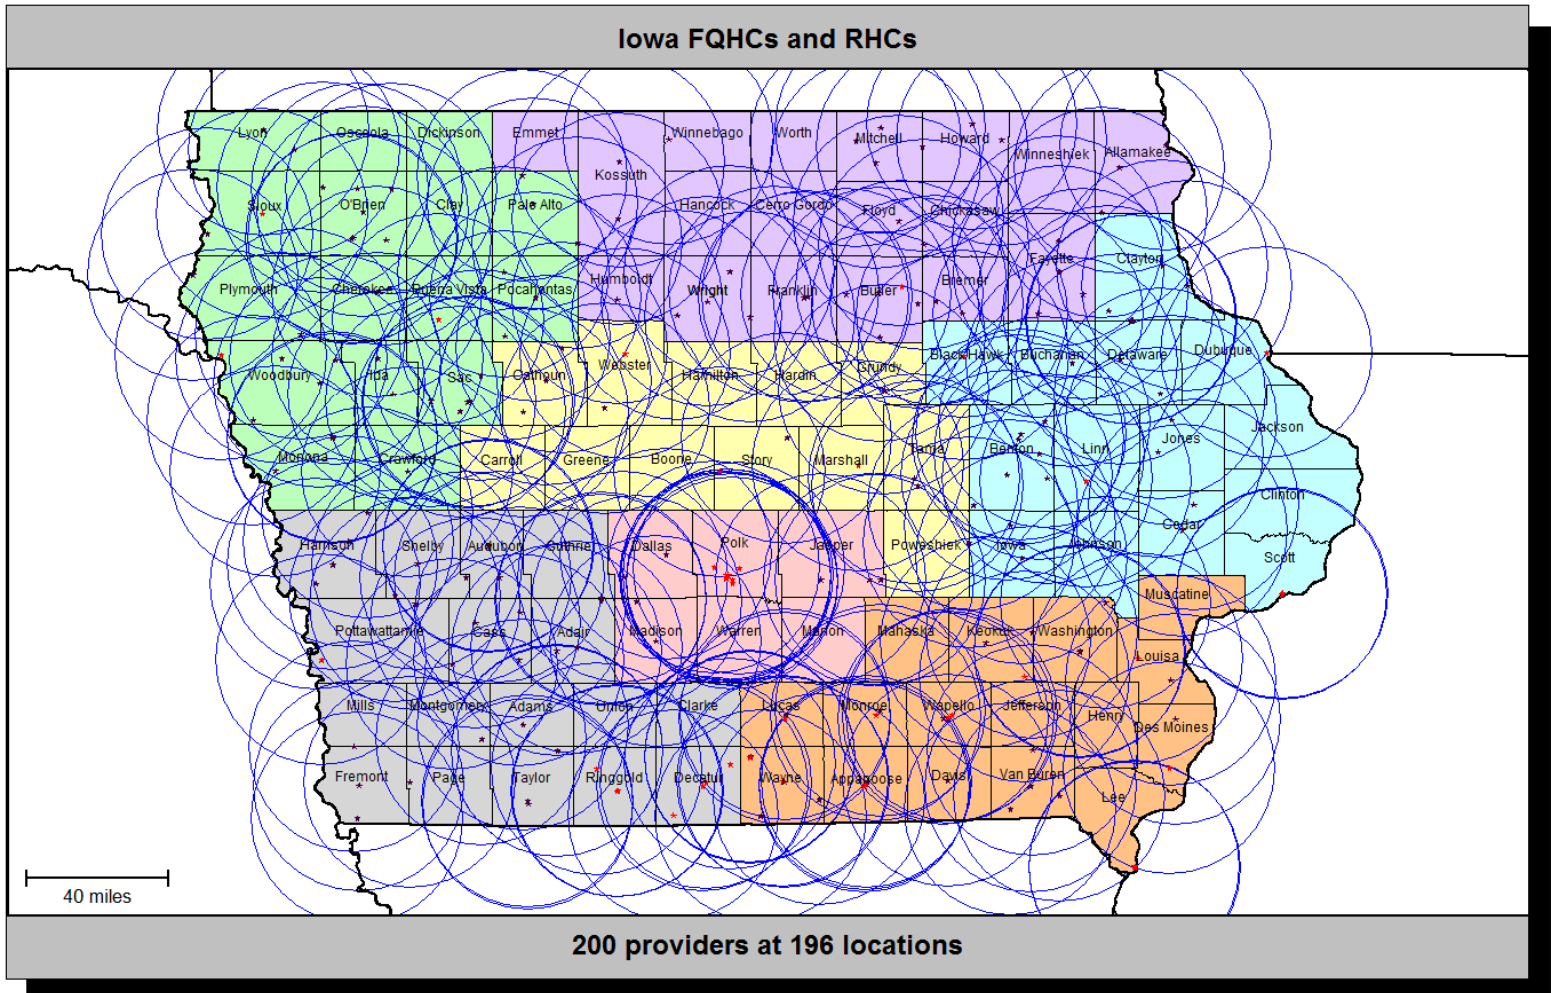 Iowa FQHCs and RHCs
Lyon Osceola Dickinson Emmet Winnebago Worth Mitchell Howard Winneshiek Allamakee
Kossuth
Sioux O'Brien Clay Palo Alto Hancock Cerro Gordo Floyd Chickasaw
Fayette Clayton
Plymouth Cherokee Buena Vista Pocahontas Humboldt Wright Franklin Butler Bremer
Woodbury Ida Sac Calhoun Webster Hamilton Hardin Grundy Black Hawk Buchanan Delaware Dubuque
Jackson
Monona Crawford Carroll Greene Boone Story Marshall Tama Benton Linn Jones
Clinton
Harrison Shelby Audubon Guthrie Dallas Polk Jasper Poweshiek Iowa Johnson Cedar
Scott
Muscatine
Pottawattamie Cass Adair Madison Warren Marion Mahaska Keokuk Washington
Louisa
Mills Montgomery Adams Union Clarke Lucas Monroe Wapello Jefferson Henry Des Moines
Fremont Page Taylor Ringgold Decatur Wayne Appanoose Davis Van Buren Lee
40 miles
200 providers at 196 locations